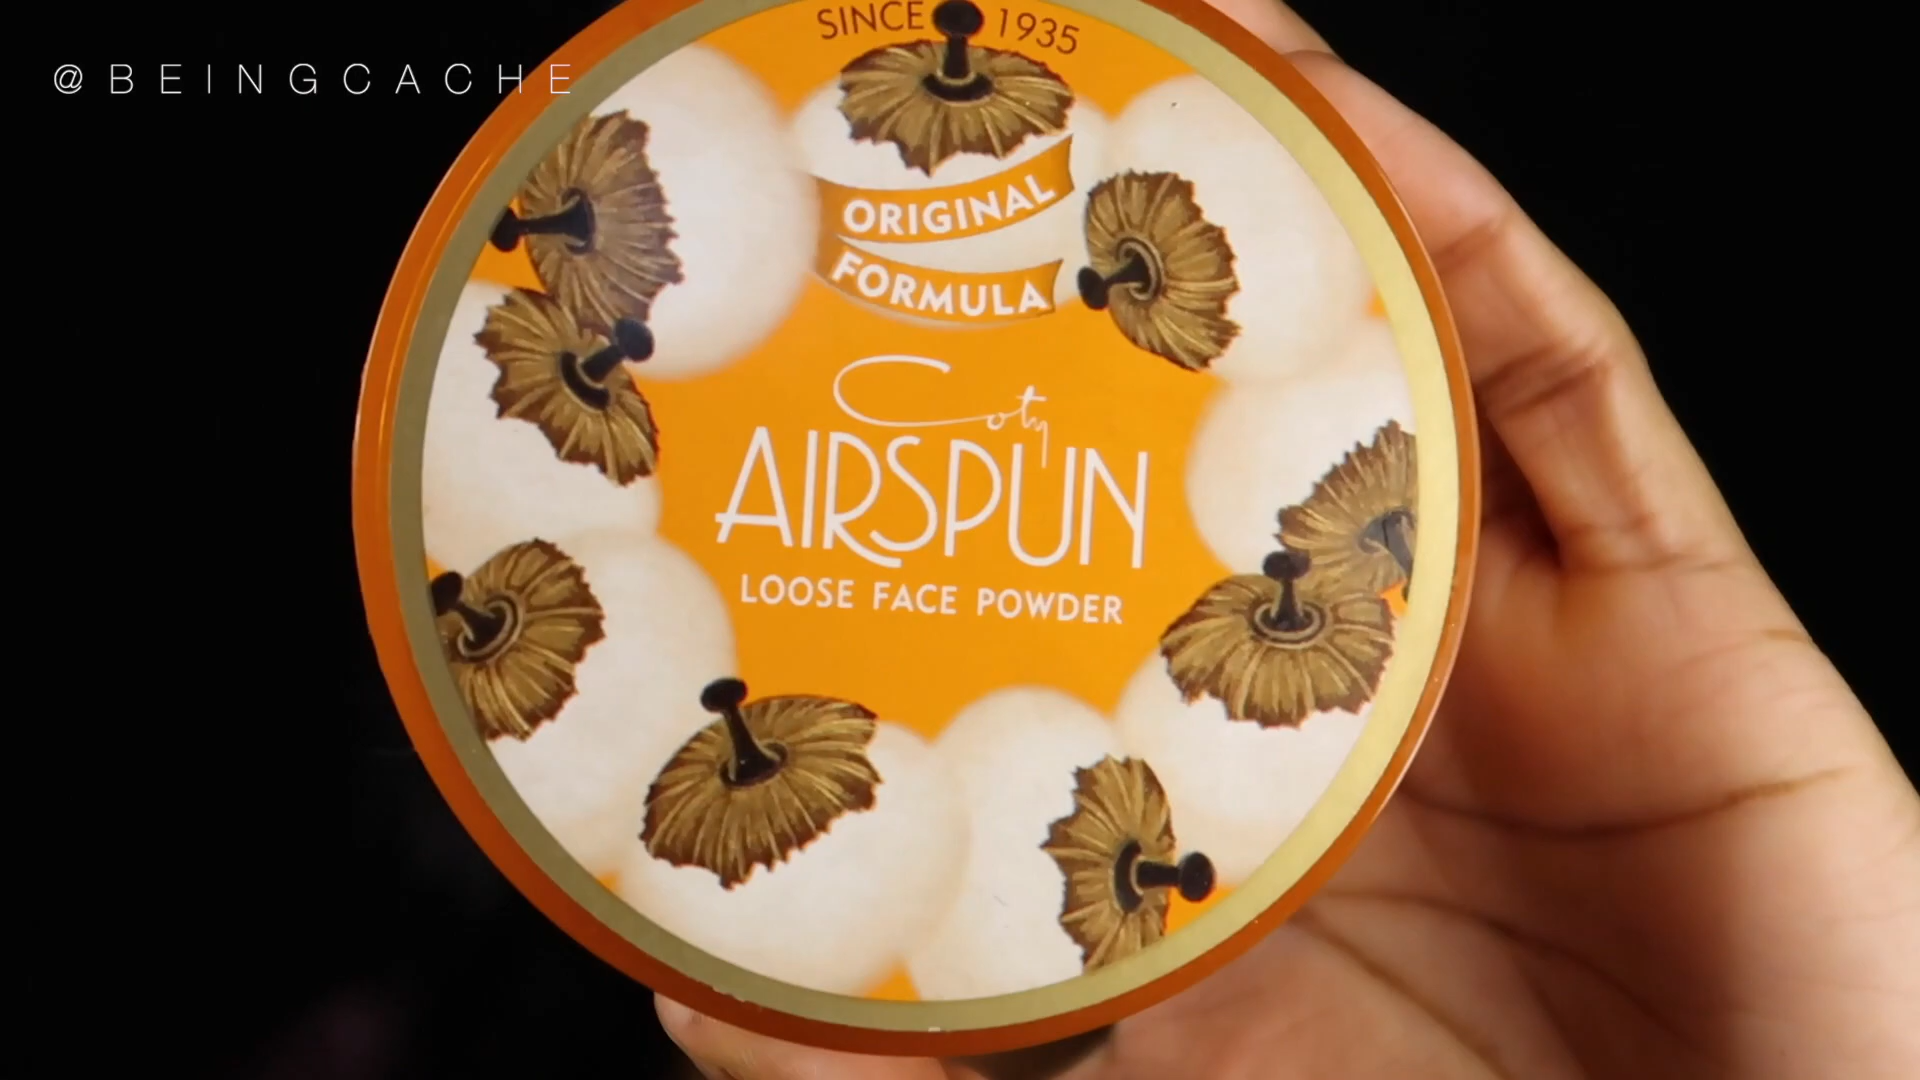 @BEINGCACHE
SINCE 1935
ORIGINAL
FORMULA
Coty
AIRSPUN
LOOSE FACE POWDER